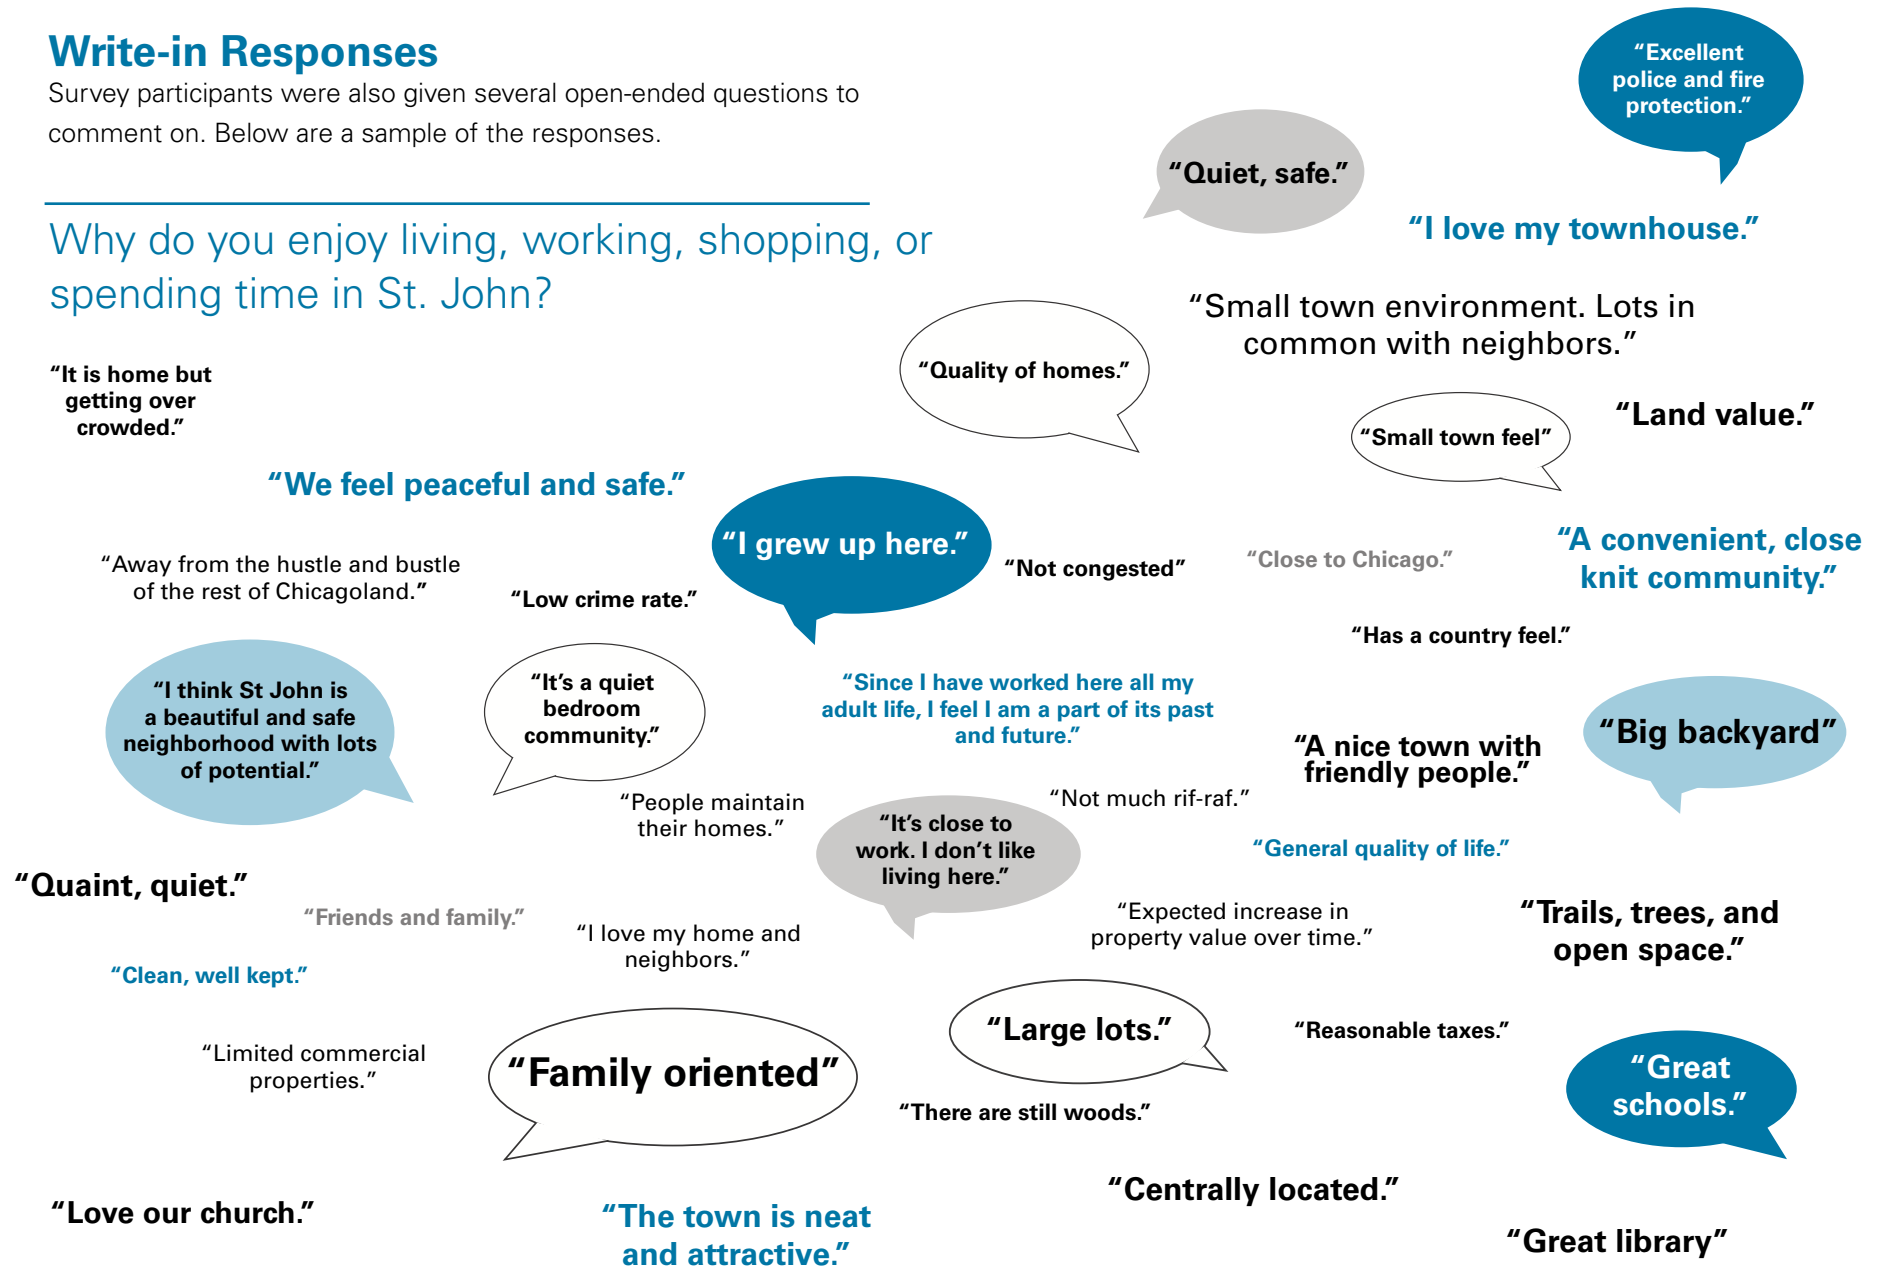 Write-in Responses
Survey participants were also given several open-ended questions to
comment on. Below are a sample of the responses.
Why do you enjoy living, working, shopping, or
spending time in St. John?
“Excellent
police and fire
protection.”
“Quiet, safe.”
“I love my townhouse.”
“Small town environment. Lots in
common with neighbors.”
“Quality of homes.”
“It is home but
getting over
crowded.”
“Land value.”
“Small town feel”
“We feel peaceful and safe.”
“I grew up here.”
“Not congested”
“Close to Chicago.”
“A convenient, close
knit community.”
“Away from the hustle and bustle
of the rest of Chicagoland.”
“Low crime rate.”
“Has a country feel.”
“I think St John is
a beautiful and safe
neighborhood with lots
of potential.”
“It’s a quiet
bedroom
community.”
“Since I have worked here all my
adult life, I feel I am a part of its past
and future.”
“A nice town with
friendly people.”
“Big backyard”
“People maintain
their homes.”
“It’s close to
work. I don’t like
living here.”
“Not much rif-raf.”
“General quality of life.”
“Quaint, quiet.”
“Friends and family.”
“I love my home and
neighbors.”
“Expected increase in
property value over time.”
“Trails, trees, and
open space.”
“Clean, well kept.”
“Limited commercial
properties.”
“Family oriented”
“Large lots.”
“Reasonable taxes.”
“Great
schools.”
“There are still woods.”
“Love our church.”
“The town is neat
and attractive.”
“Centrally located.”
“Great library”